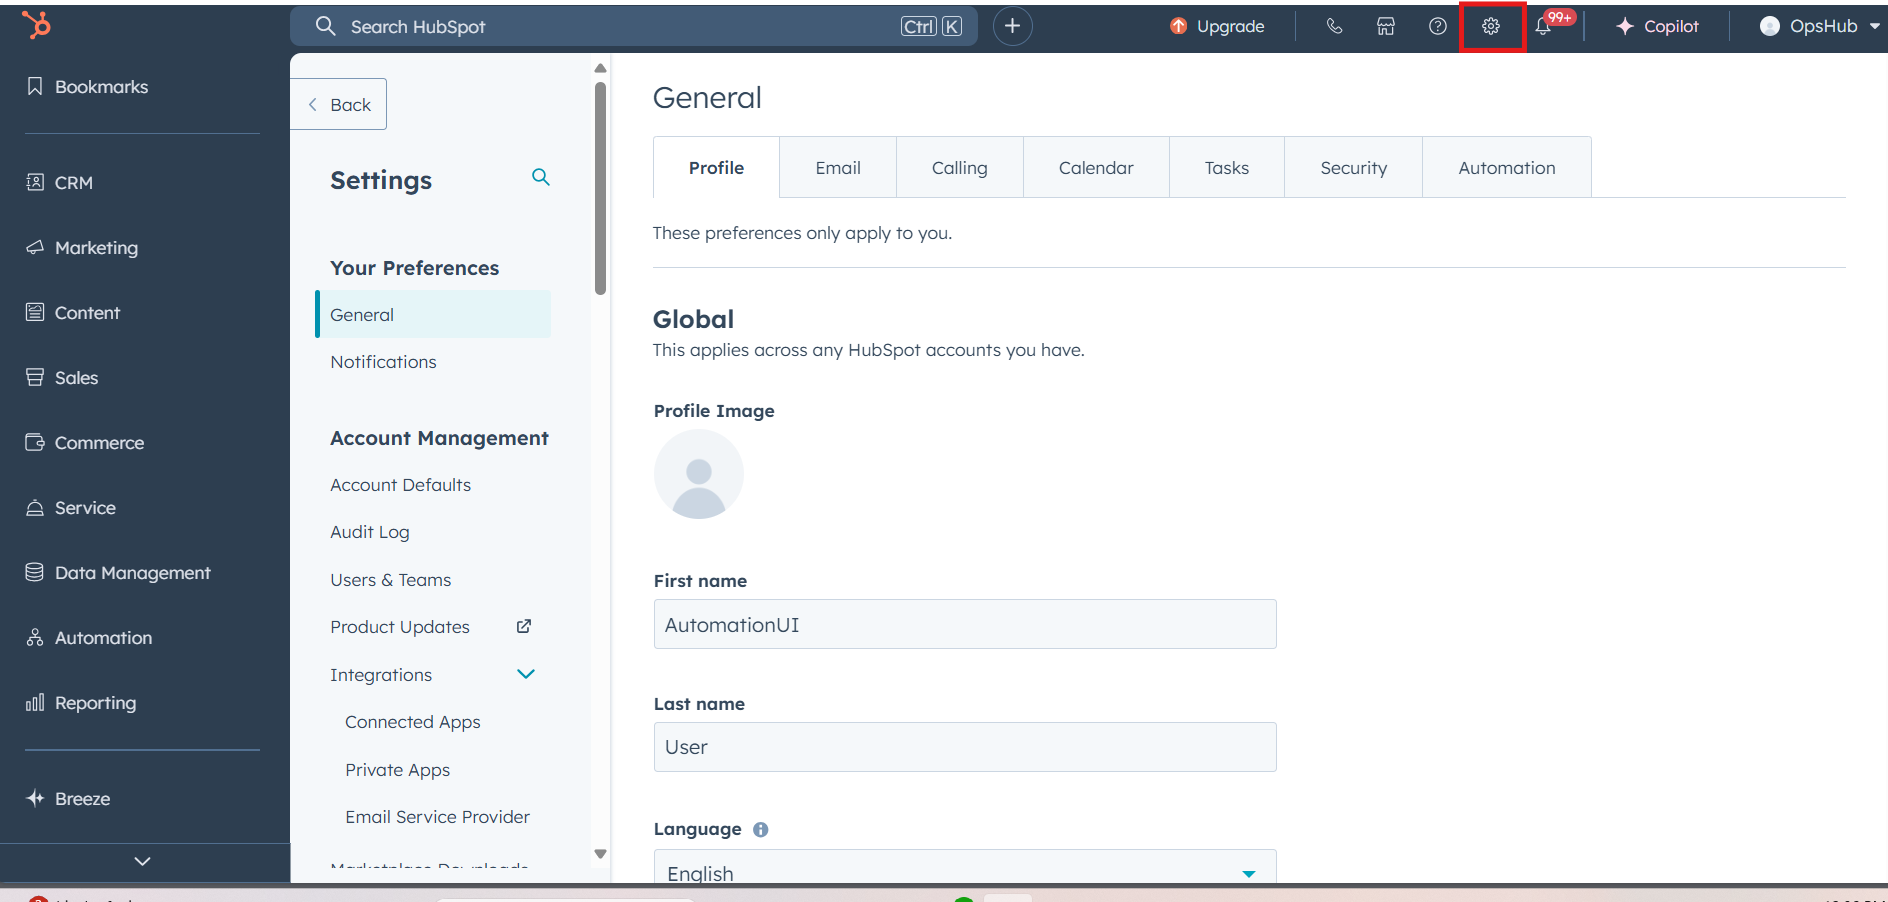 Search HubSpot Ctrl K
Upgrade
99+
Copilot
OpsHub
Bookmarks
CRM
Marketing
Content
Sales
Commerce
Service
Data Management
Automation
Reporting
Breeze
Back
Settings
Your Preferences
General
Notifications
Account Management
Account Defaults
Audit Log
Users & Teams
Product Updates
Integrations
Connected Apps
Private Apps
Email Service Provider
Marketplace Downloads
General
Profile Email Calling Calendar Tasks Security Automation
These preferences only apply to you.
Global
This applies across any HubSpot accounts you have.
Profile Image
First name
AutomationUI
Last name
User
Language
English